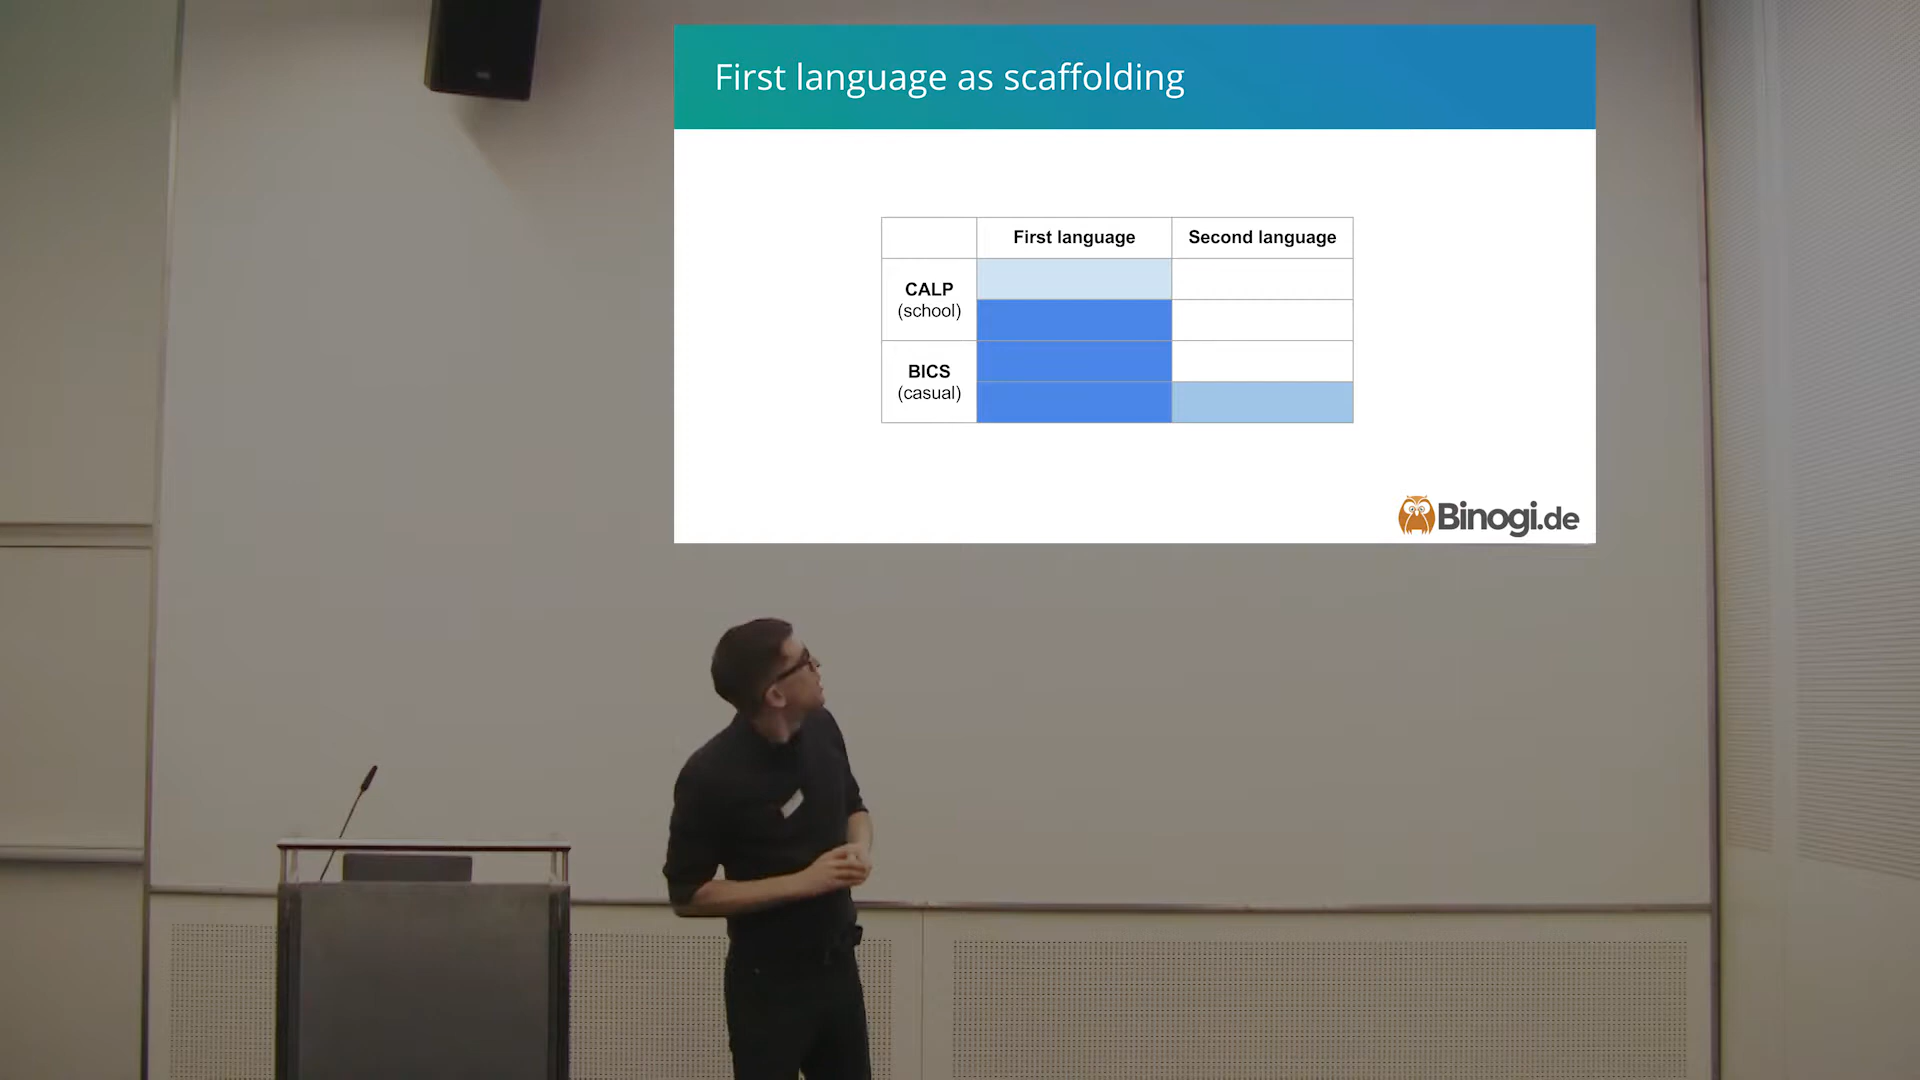 First language as scaffolding
First language Second language
CALP
(school)
BICS
(casual)
Binogi.de